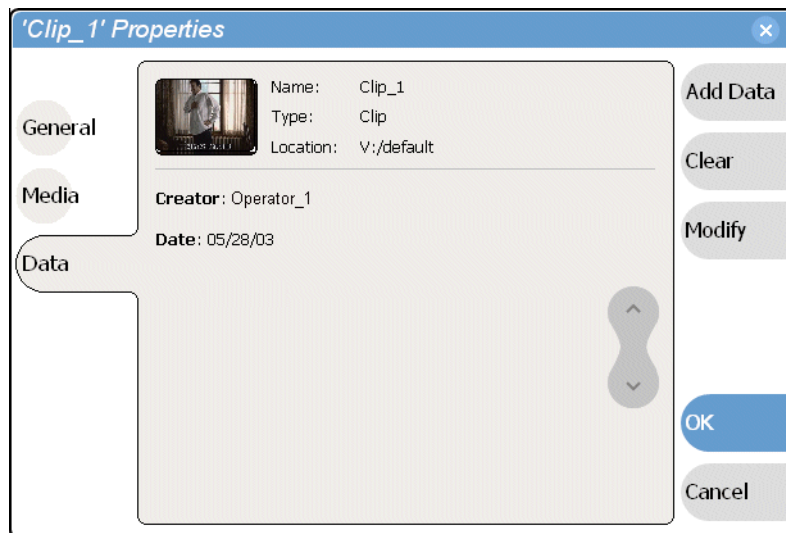 'Clip_1' Properties
General
Media
Data
Name: Clip_1
Type: Clip
Location: V:/default
Creator: Operator_1
Date: 05/28/03
Add Data
Clear
Modify
OK
Cancel